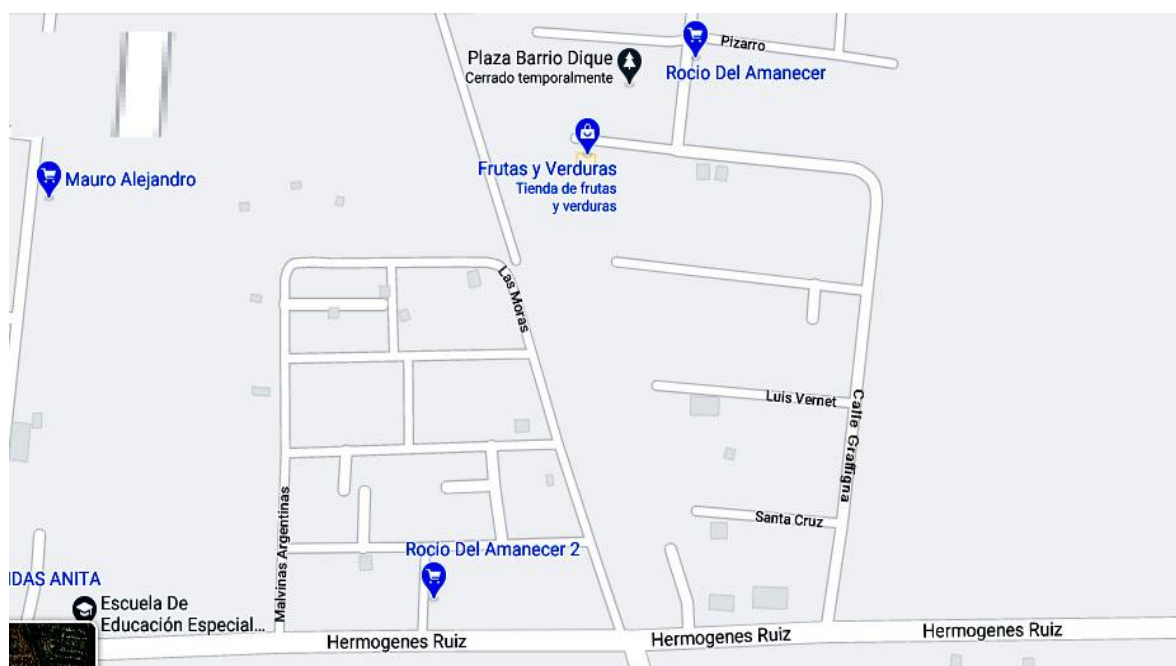 Pizarro
Plaza Barrio Dique
Cerrado temporalmente
Rocio Del Amanecer
Frutas y Verduras
Tienda de frutas
y verduras
Mauro Alejandro
Las Moras
Luis Vernet
Calle Graffigna
Santa Cruz
Malvinas Argentinas
Rocio Del Amanecer 2
IDAS ANITA
Escuela De
Educación Especial...
Hermogenes Ruiz
Hermogenes Ruiz
Hermogenes Ruiz